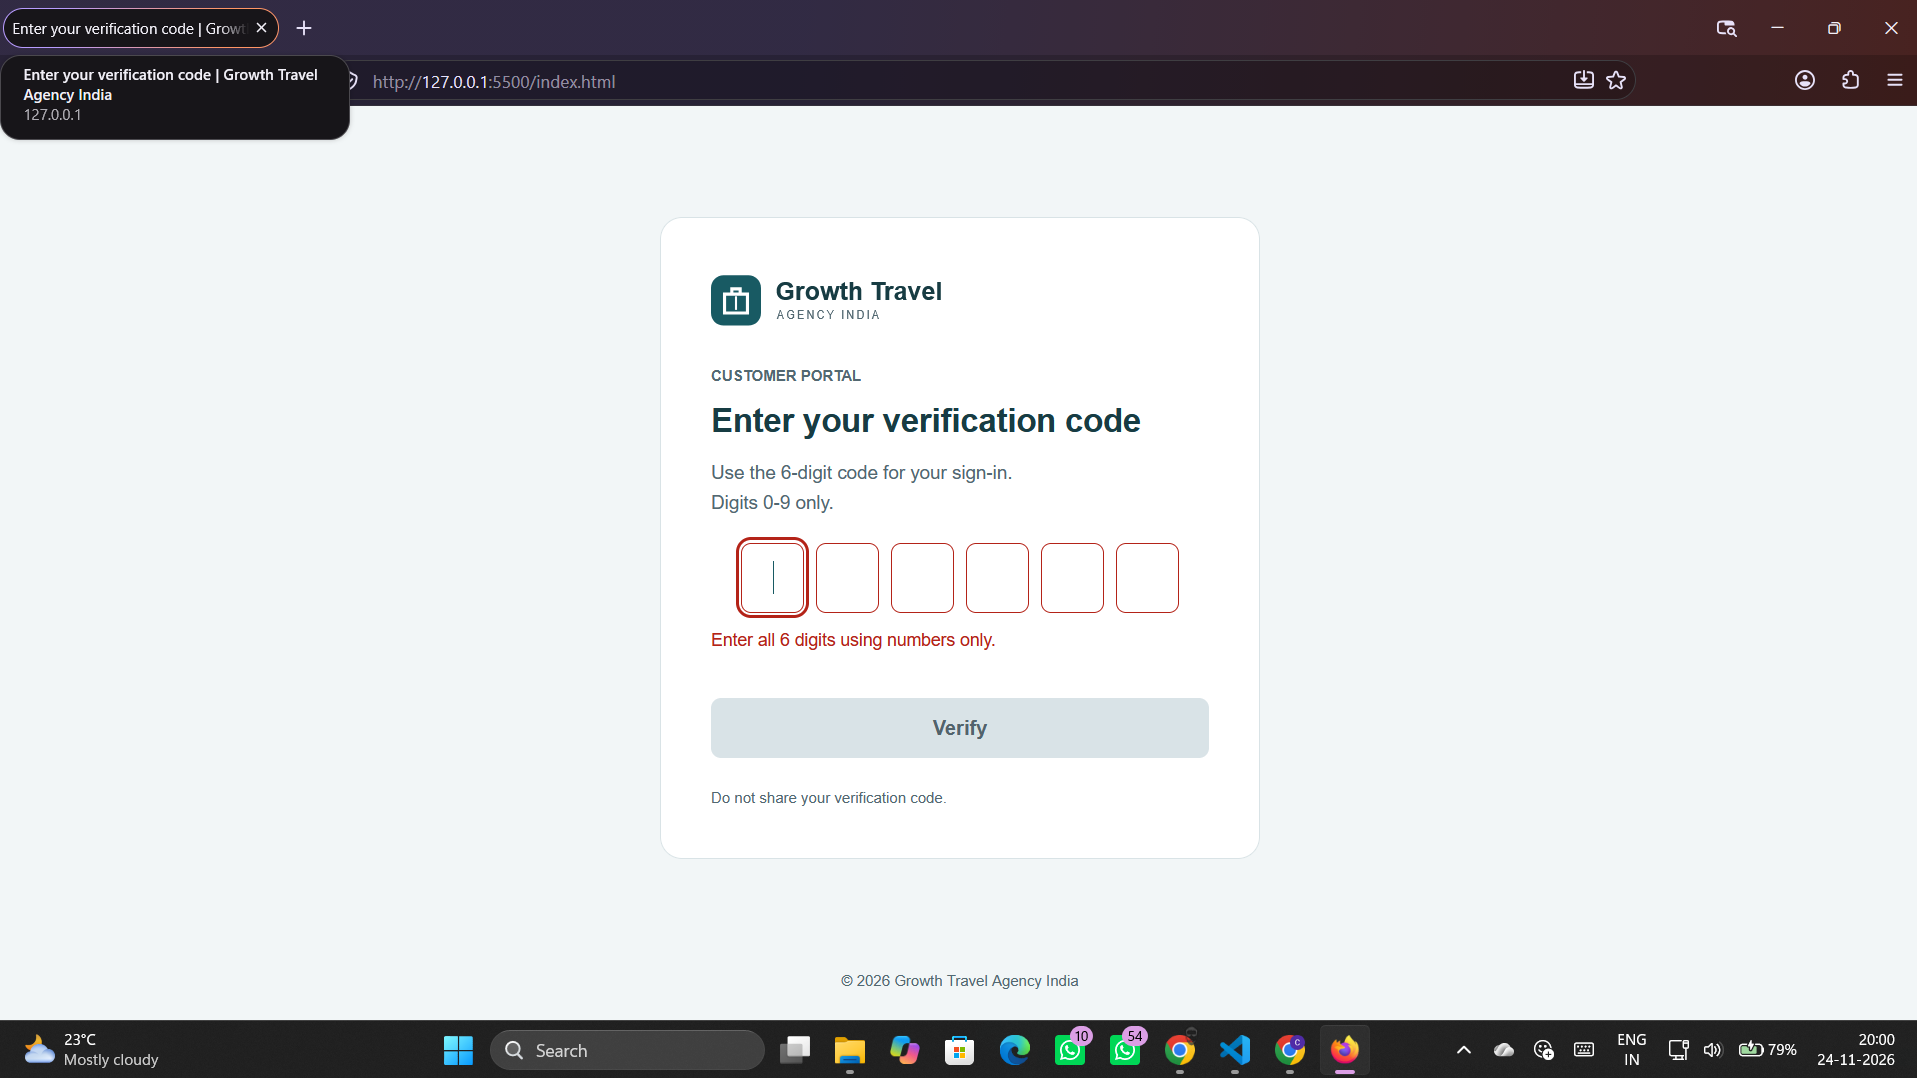 Enter your verification code | Growt
Enter your verification code | Growth Travel
Agency India
127.0.0.1
http://127.0.0.1:5500/index.html
Growth Travel
AGENCY INDIA
CUSTOMER PORTAL
Enter your verification code
Use the 6-digit code for your sign-in.
Digits 0-9 only.
Enter all 6 digits using numbers only.
Verify
Do not share your verification code.
© 2026 Growth Travel Agency India
23°C
Mostly cloudy
Search
10
54
C
ENG
IN
79%
20:00
24-11-2026